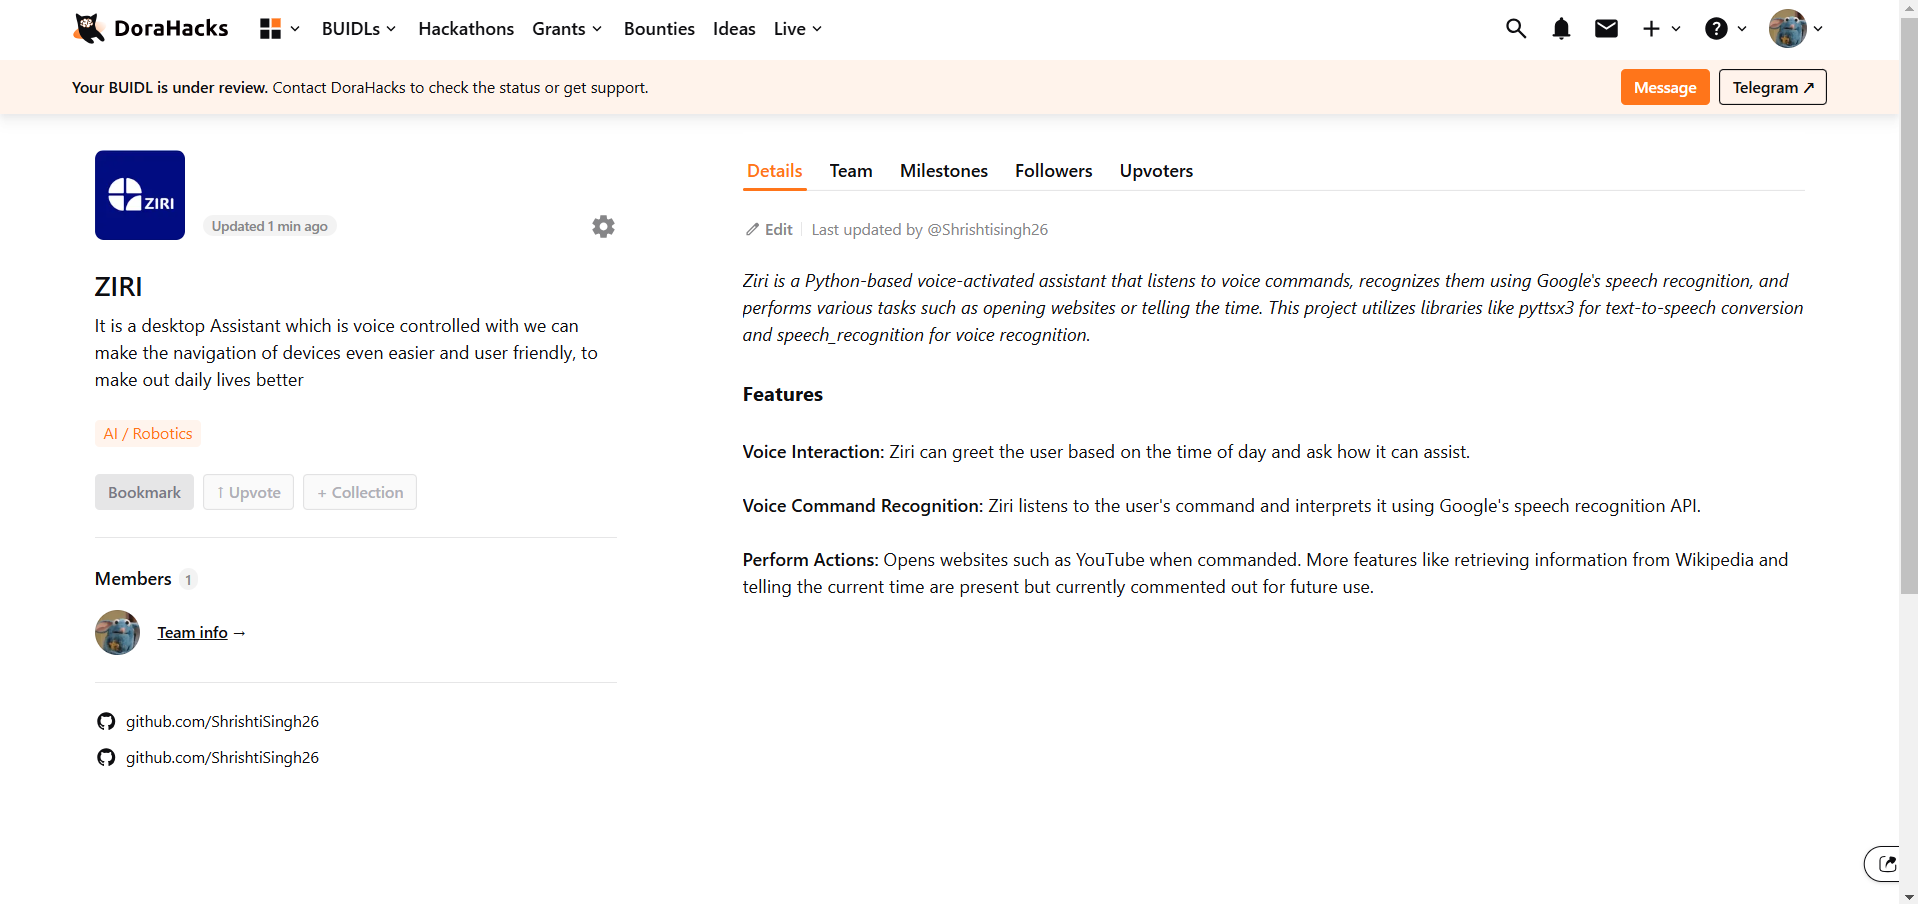 DoraHacks
BUIDLs
Hackathons
Grants
Bounties
Ideas
Live
Your BUIDL is under review. Contact DoraHacks to check the status or get support.
Message
Telegram ↗
ZIRI
Updated 1 min ago
ZIRI
It is a desktop Assistant which is voice controlled with we can
make the navigation of devices even easier and user friendly, to
make out daily lives better
AI / Robotics
Bookmark
↑ Upvote
+ Collection
Members 1
Team info →
github.com/ShrishtiSingh26
github.com/ShrishtiSingh26
Details
Team
Milestones
Followers
Upvoters
Edit
Last updated by @Shrishtisingh26
Ziri is a Python-based voice-activated assistant that listens to voice commands, recognizes them using Google's speech recognition, and
performs various tasks such as opening websites or telling the time. This project utilizes libraries like pyttsx3 for text-to-speech conversion
and speech_recognition for voice recognition.
Features
Voice Interaction: Ziri can greet the user based on the time of day and ask how it can assist.
Voice Command Recognition: Ziri listens to the user's command and interprets it using Google's speech recognition API.
Perform Actions: Opens websites such as YouTube when commanded. More features like retrieving information from Wikipedia and
telling the current time are present but currently commented out for future use.